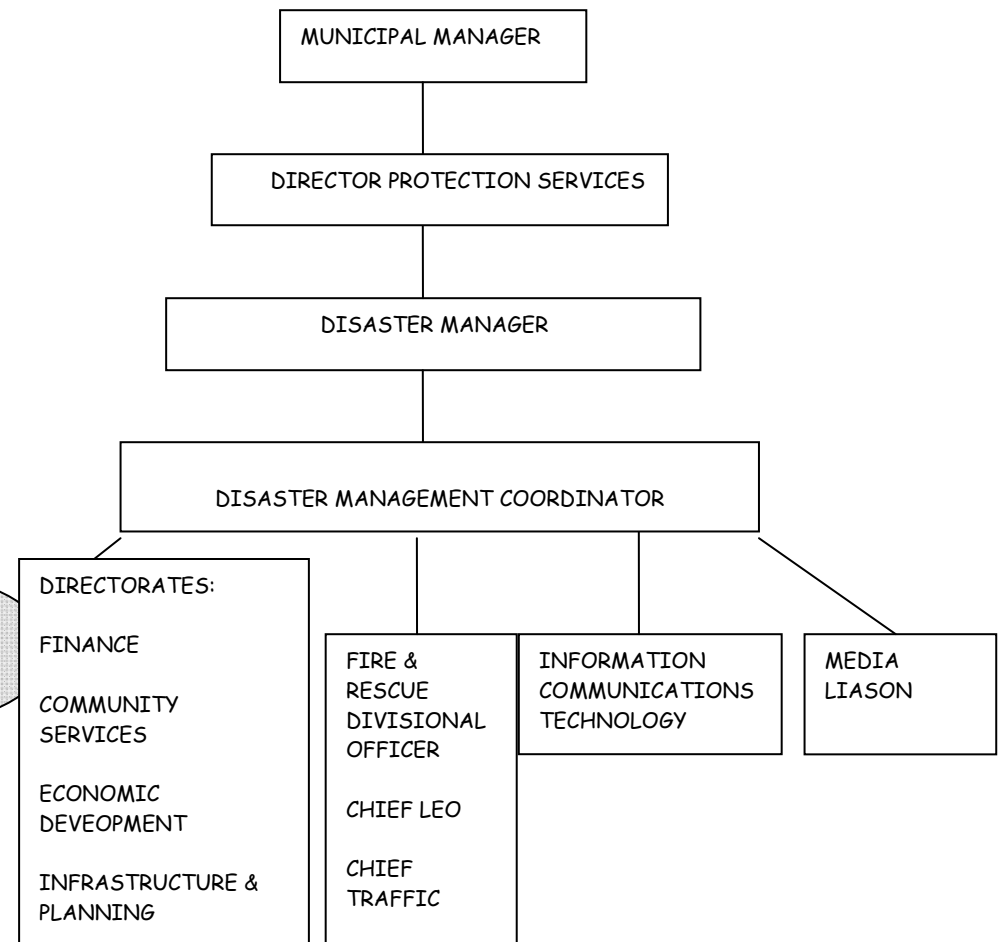 MUNICIPAL MANAGER
DIRECTOR PROTECTION SERVICES
DISASTER MANAGER
DISASTER MANAGEMENT COORDINATOR
DIRECTORATES:
FINANCE
COMMUNITY
SERVICES
ECONOMIC
DEVEOPMENT
INFRASTRUCTURE &
PLANNING
FIRE &
RESCUE
DIVISIONAL
OFFICER
CHIEF LEO
CHIEF
TRAFFIC
INFORMATION
COMMUNICATIONS
TECHNOLOGY
MEDIA
LIASON